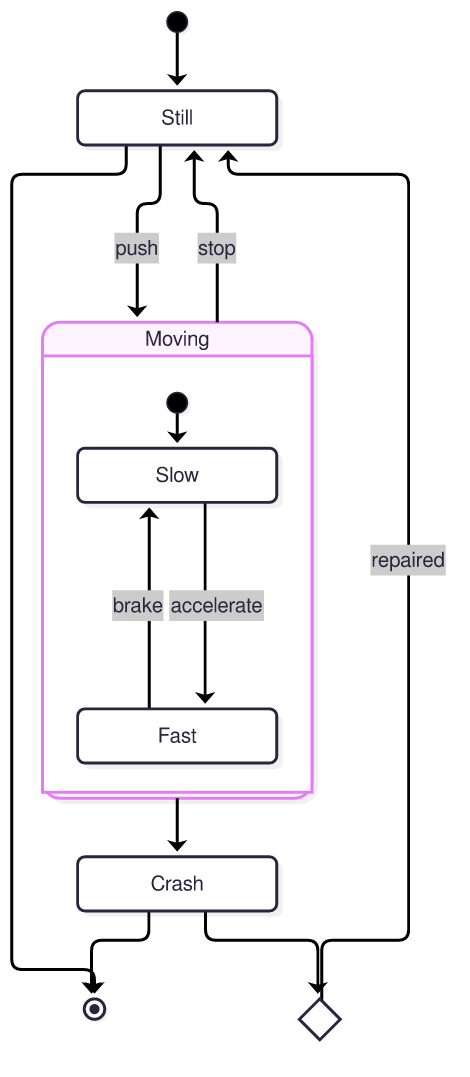 Still
push
stop
Moving
Slow
repaired
brake
accelerate
Fast
Crash